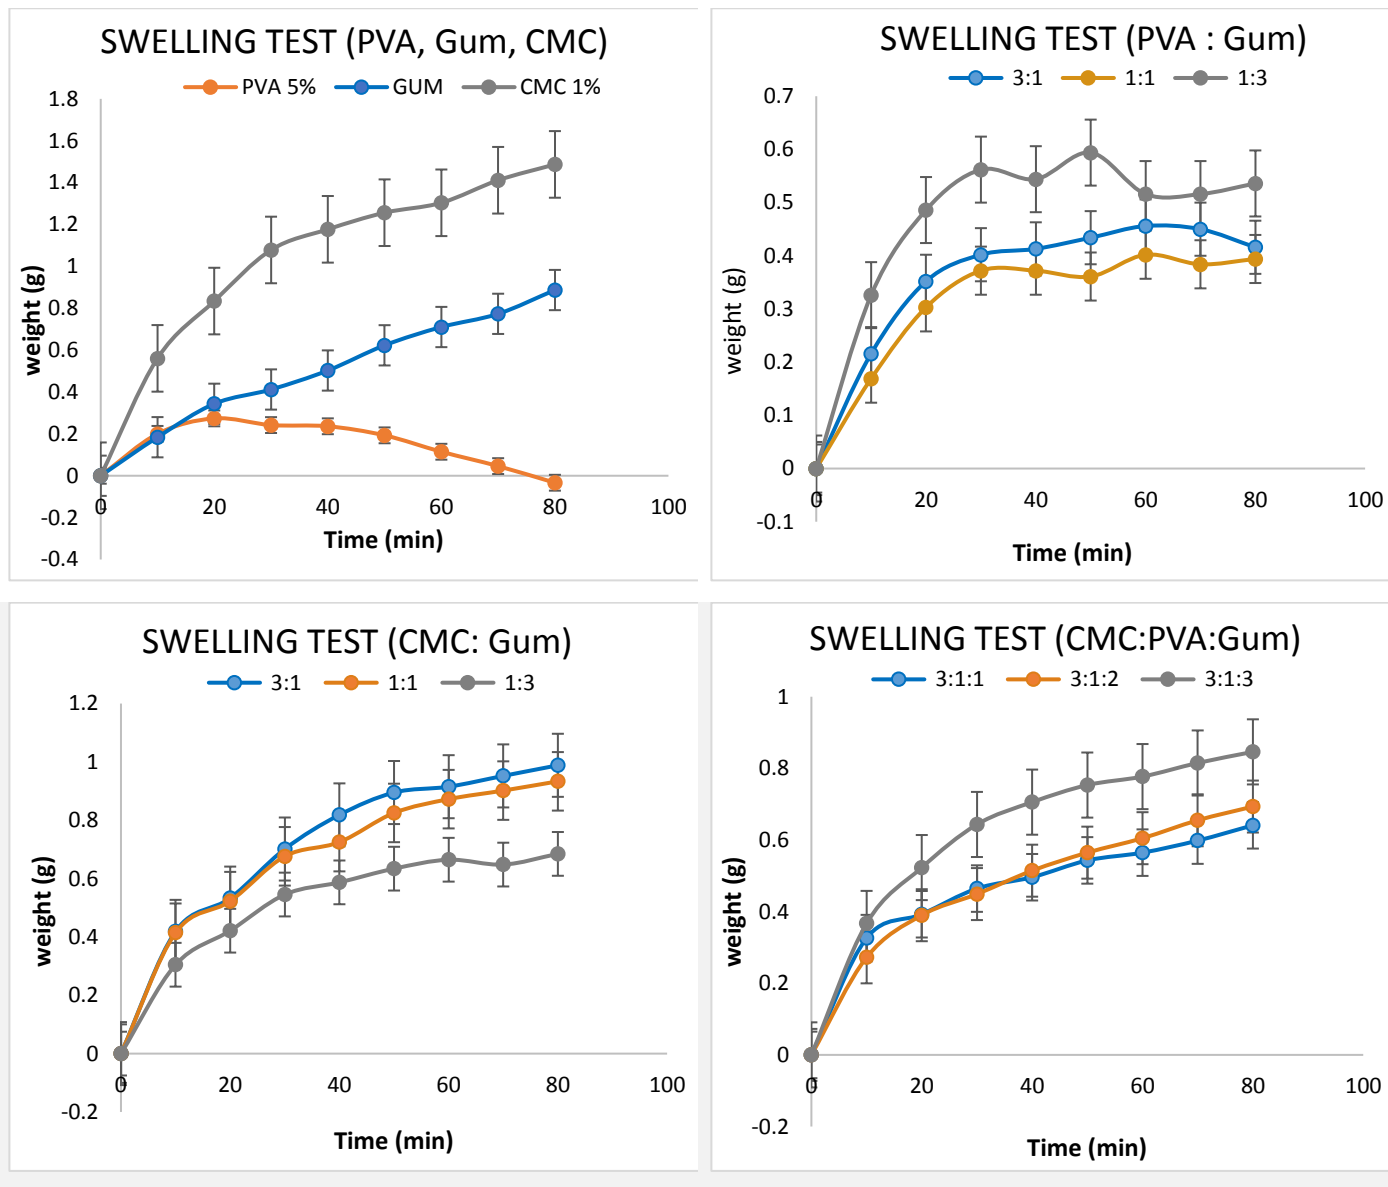 SWELLING TEST (PVA, Gum, CMC)
PVA 5% GUM CMC 1%
1.8
1.6
1.4
1.2
1
0.8
0.6
0.4
0.2
0
-0.2
-0.4
weight (g)
0 20 40 60 80 100
Time (min)
SWELLING TEST (PVA : Gum)
3:1 1:1 1:3
0.7
0.6
0.5
0.4
0.3
0.2
0.1
0
-0.1
weight (g)
0 20 40 60 80 100
Time (min)
SWELLING TEST (CMC: Gum)
3:1 1:1 1:3
1.2
1
0.8
0.6
0.4
0.2
0
-0.2
weight (g)
0 20 40 60 80 100
Time (min)
SWELLING TEST (CMC:PVA:Gum)
3:1:1 3:1:2 3:1:3
1
0.8
0.6
0.4
0.2
0
-0.2
weight (g)
0 20 40 60 80 100
Time (min)